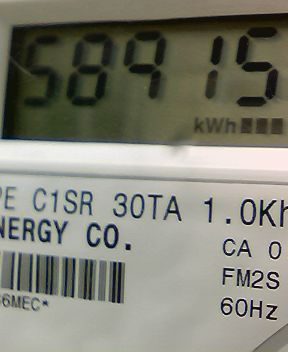 58915
kWh
PE C1SR 30TA 1.0Kh
NERGY CO.
CA 0
FM2S
6MEC*
60Hz